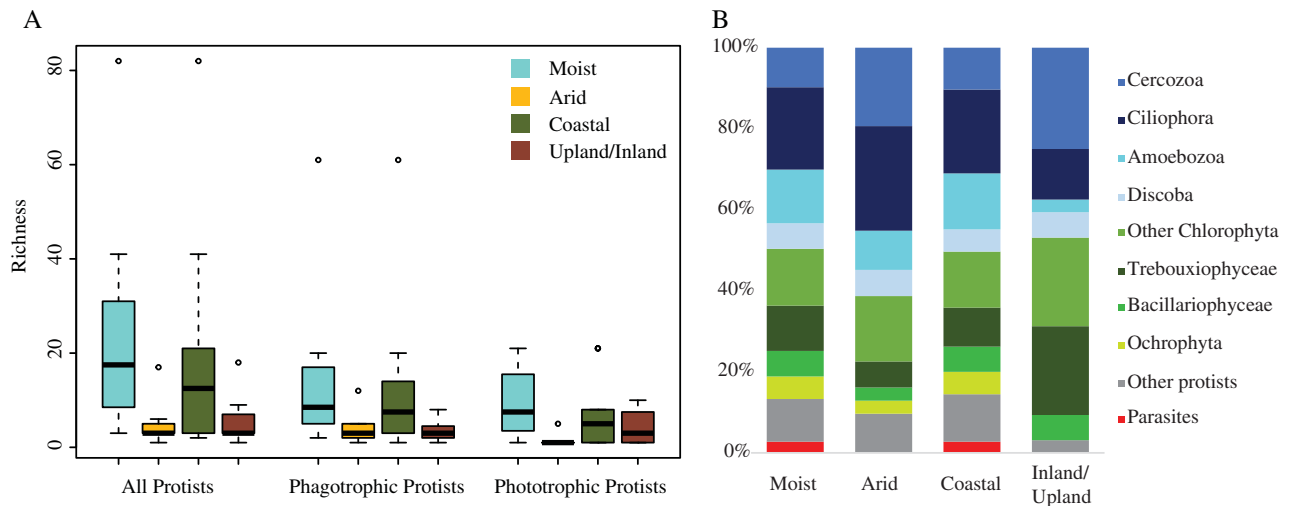 A
80
60
40
20
0
Richness
Moist
Arid
Coastal
Upland/Inland
All Protists
Phagotrophic Protists
Phototrophic Protists
B
100%
80%
60%
40%
20%
0%
Moist
Arid
Coastal
Inland/
Upland
Cercozoa
Ciliophora
Amoebozoa
Discoba
Other Chlorophyta
Trebouxiophyceae
Bacillariophyceae
Ochrophyta
Other protists
Parasites